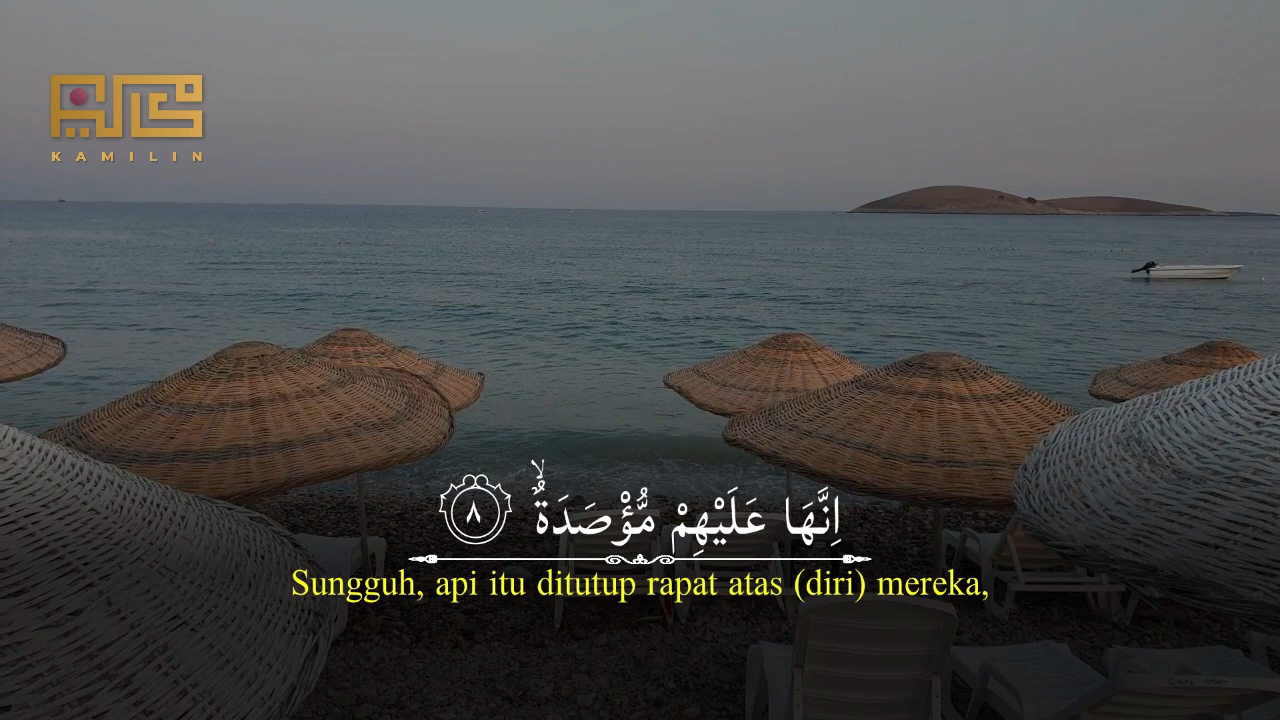 KAMILIN
اِنَّهَا عَلَيْهِمْ مُّؤْصَدَةٌۙ ٨
Sungguh, api itu ditutup rapat atas (diri) mereka,